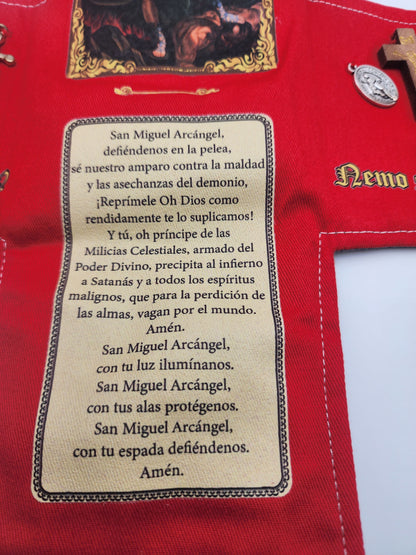 San Miguel Arcángel,
defiéndenos en la pelea,
sé nuestro amparo contra la maldad
y las asechanzas del demonio,
¡Reprímele Oh Dios como
rendidamente te lo suplicamos!
Y tú, oh príncipe de las
Milicias Celestiales, armado del
Poder Divino, precipita al infierno
a Satanás y a todos los espíritus
malignos, que para la perdición de
las almas, vagan por el mundo.
Amén.
San Miguel Arcángel,
con tu luz ilumínanos.
San Miguel Arcángel,
con tus alas protégenos.
San Miguel Arcángel,
con tu espada defiéndenos.
Amén.
Nemo